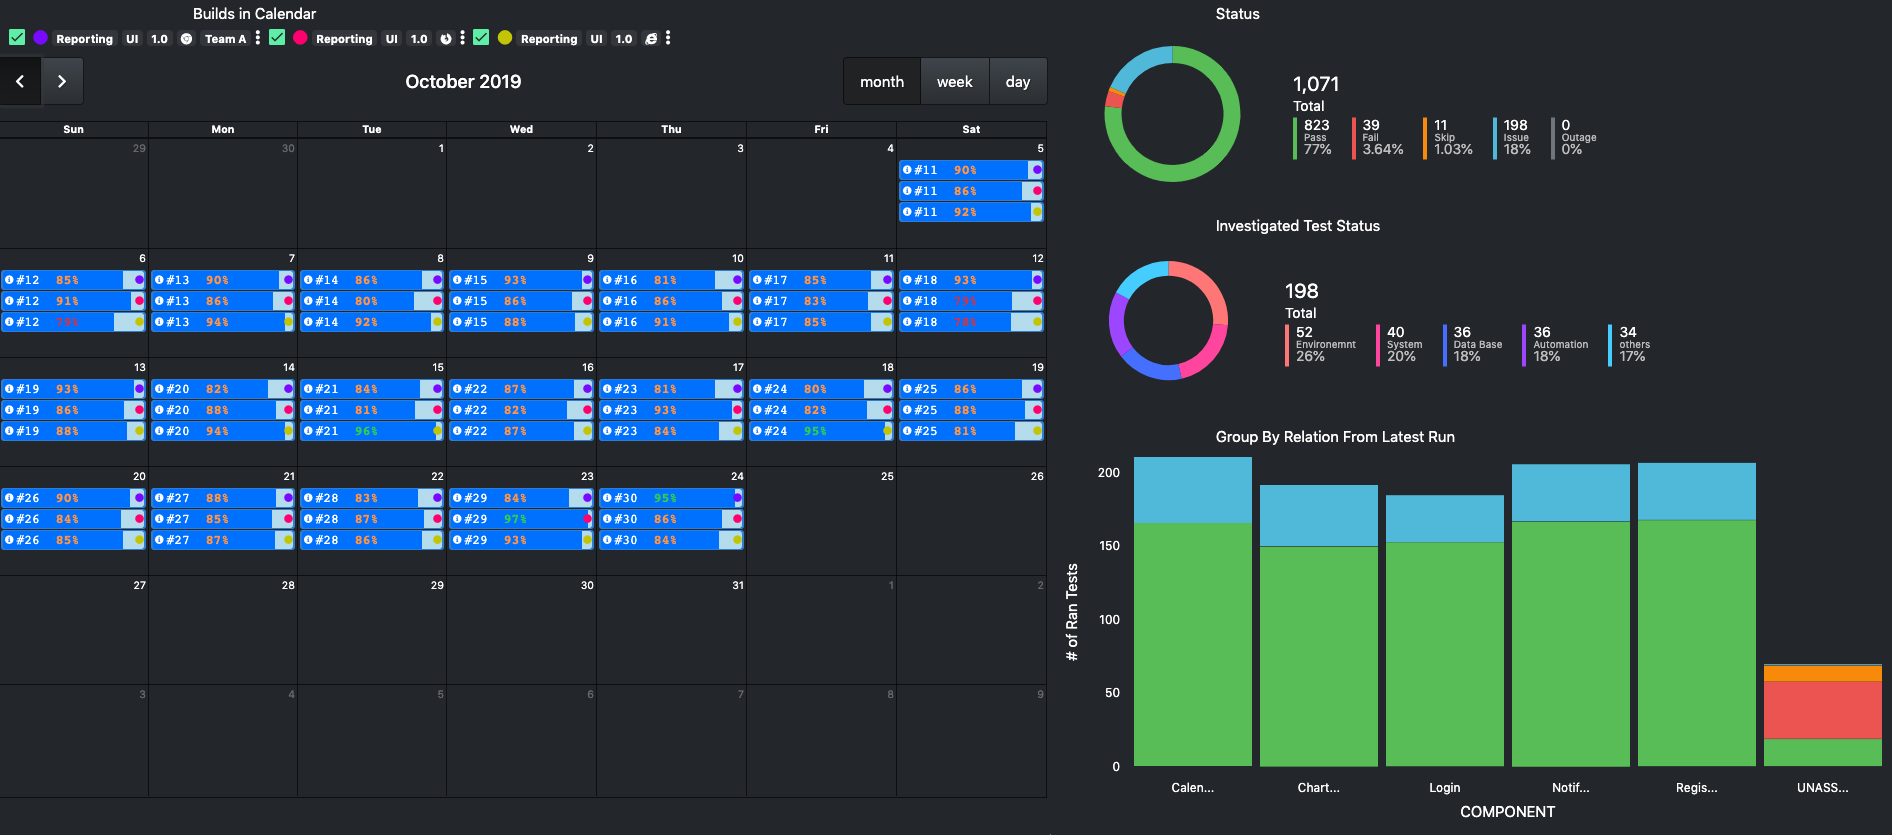 Builds in Calendar
Reporting UI 1.0 Team A Reporting UI 1.0 Reporting UI 1.0
October 2019
month week day
Sun Mon Tue Wed Thu Fri Sat
29 30 1 2 3 4 5
#11 90%
#11 86%
#11 92%
6 7 8 9 10 11 12
#12 85% #13 90% #14 86% #15 93% #16 81% #17 85% #18 93%
#12 91% #13 86% #14 80% #15 86% #16 86% #17 83% #18
#12 #13 94% #14 92% #15 88% #16 91% #17 85% #18
13 14 15 16 17 18 19
#19 93% #20 82% #21 84% #22 87% #23 81% #24 80% #25 86%
#19 86% #20 88% #21 81% #22 82% #23 93% #24 82% #25 88%
#19 88% #20 94% #21 96% #22 87% #23 84% #24 95% #25 81%
20 21 22 23 24 25 26
#26 90% #27 88% #28 83% #29 84% #30 95%
#26 84% #27 85% #28 87% #29 97% #30 86%
#26 85% #27 87% #28 86% #29 93% #30 84%
27 28 29 30 31 1 2
3 4 5 6 7 8 9
Status
1,071
Total
823 39 11 198 0
Pass Fail Skip Issue Outage
77% 3.64% 1.03% 18% 0%
Investigated Test Status
198
Total
52 40 36 36 34
Environemnt System Data Base Automation others
26% 20% 18% 18% 17%
Group By Relation From Latest Run
# of Ran Tests
200
150
100
50
0
Calen... Chart... Login Notif... Regis... UNASS...
COMPONENT